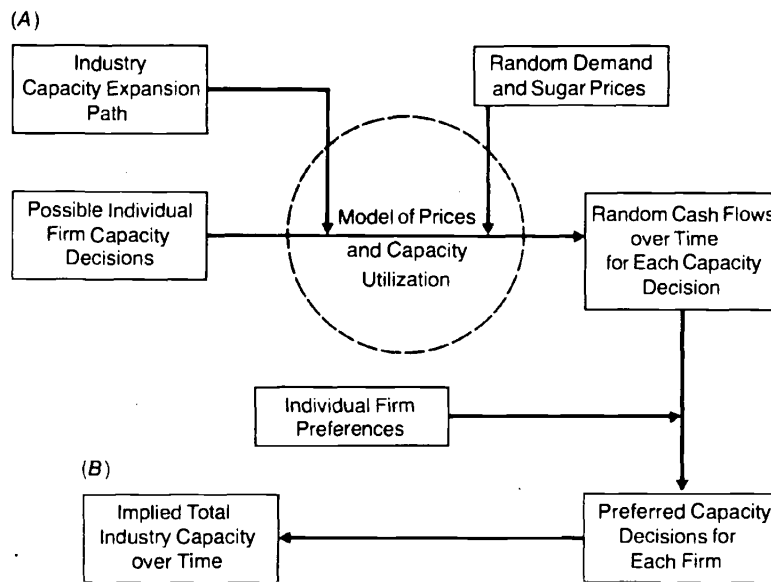 (A)
Industry
Capacity Expansion
Path
Random Demand
and Sugar Prices
Possible Individual
Firm Capacity
Decisions
Model of Prices
and Capacity
Utilization
Random Cash Flows
over Time
for Each Capacity
Decision
Individual Firm
Preferences
(B)
Implied Total
Industry Capacity
over Time
Preferred Capacity
Decisions for
Each Firm